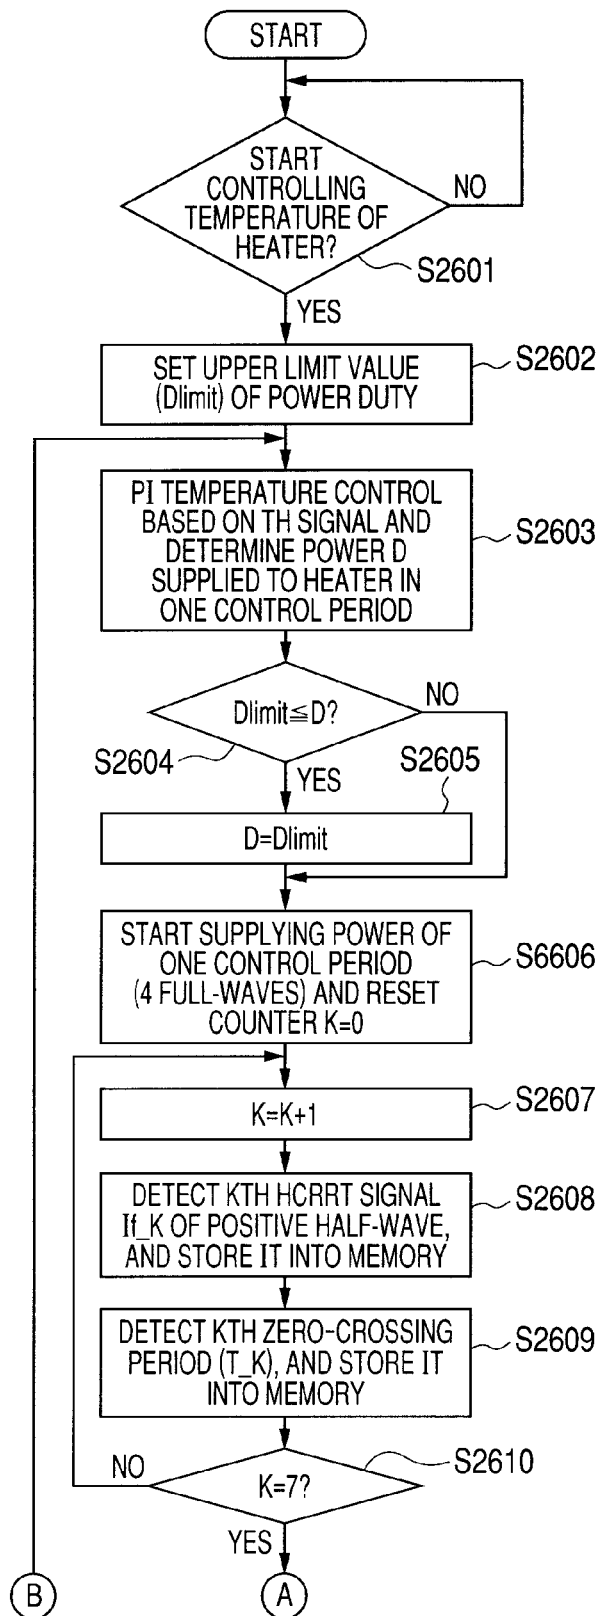 START
START
CONTROLLING
TEMPERATURE OF
HEATER?
NO
S2601
YES
SET UPPER LIMIT VALUE
(Dlimit) OF POWER DUTY
S2602
PI TEMPERATURE CONTROL
BASED ON TH SIGNAL AND
DETERMINE POWER D
SUPPLIED TO HEATER IN
ONE CONTROL PERIOD
S2603
Dlimit≦D?
NO
S2604
YES
S2605
D=Dlimit
START SUPPLYING POWER OF
ONE CONTROL PERIOD
(4 FULL-WAVES) AND RESET
COUNTER K=0
S6606
K=K+1
S2607
DETECT KTH HCRRT SIGNAL
If_K OF POSITIVE HALF-WAVE,
AND STORE IT INTO MEMORY
S2608
DETECT KTH ZERO-CROSSING
PERIOD (T_K), AND STORE IT
INTO MEMORY
S2609
NO
K=7?
S2610
YES
B
A